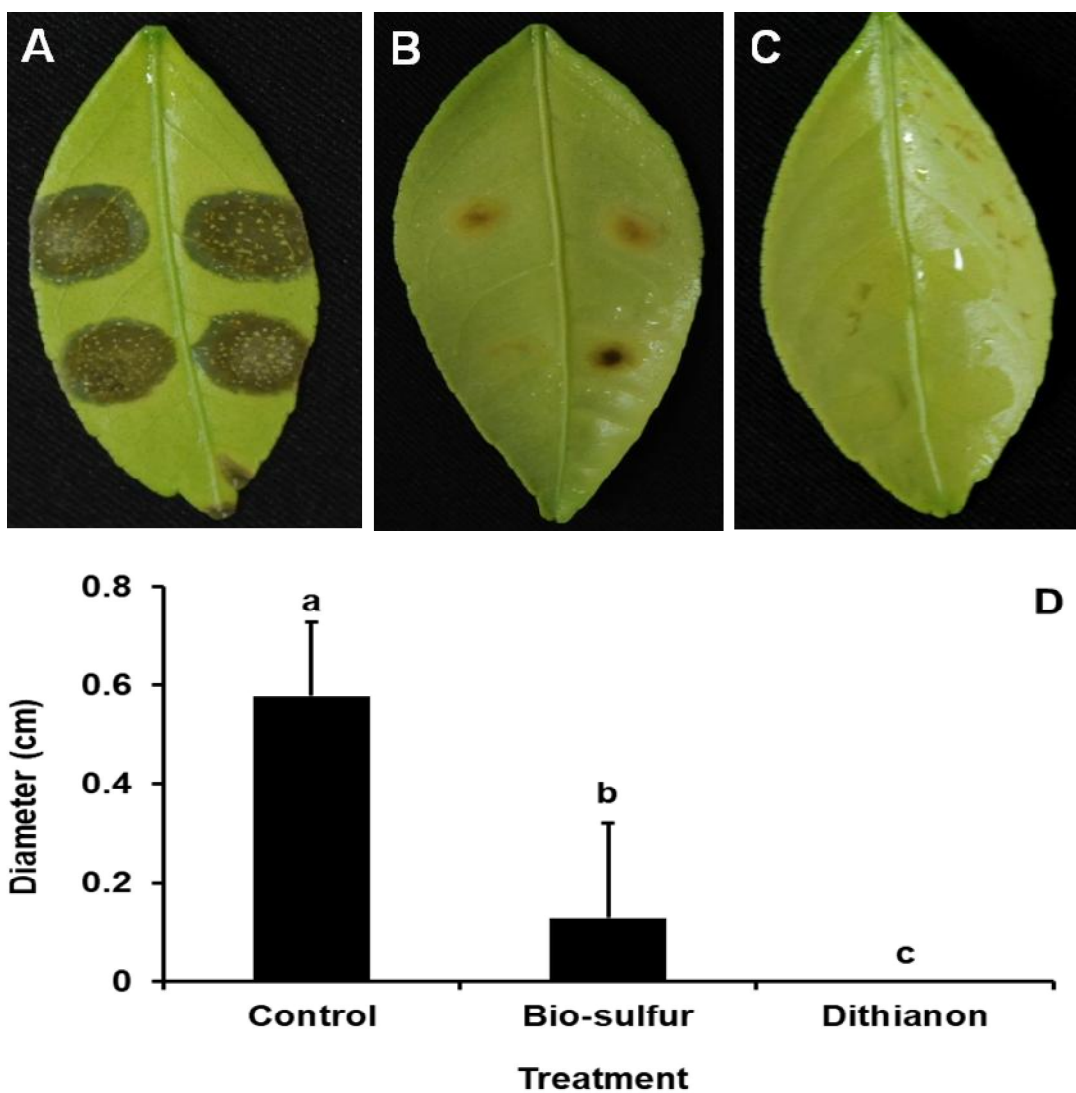 A
B
C
D
0.8
0.6
0.4
0.2
0
Diameter (cm)
a
b
c
Control
Bio-sulfur
Dithianon
Treatment